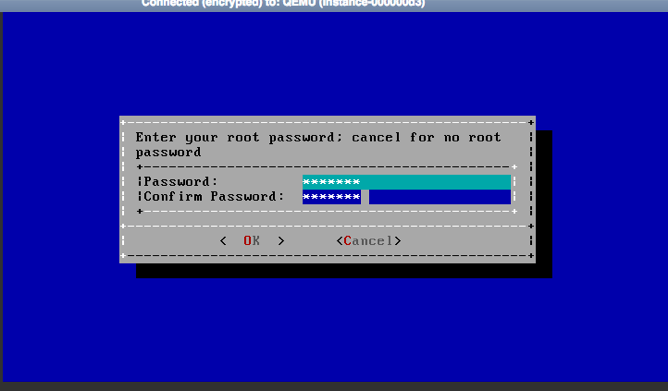 Connected (encrypted) to: QEMU (instance-000000d3)
Enter your root password; cancel for no root
password
Password: *******
Confirm Password: *******
< OK > <Cancel>